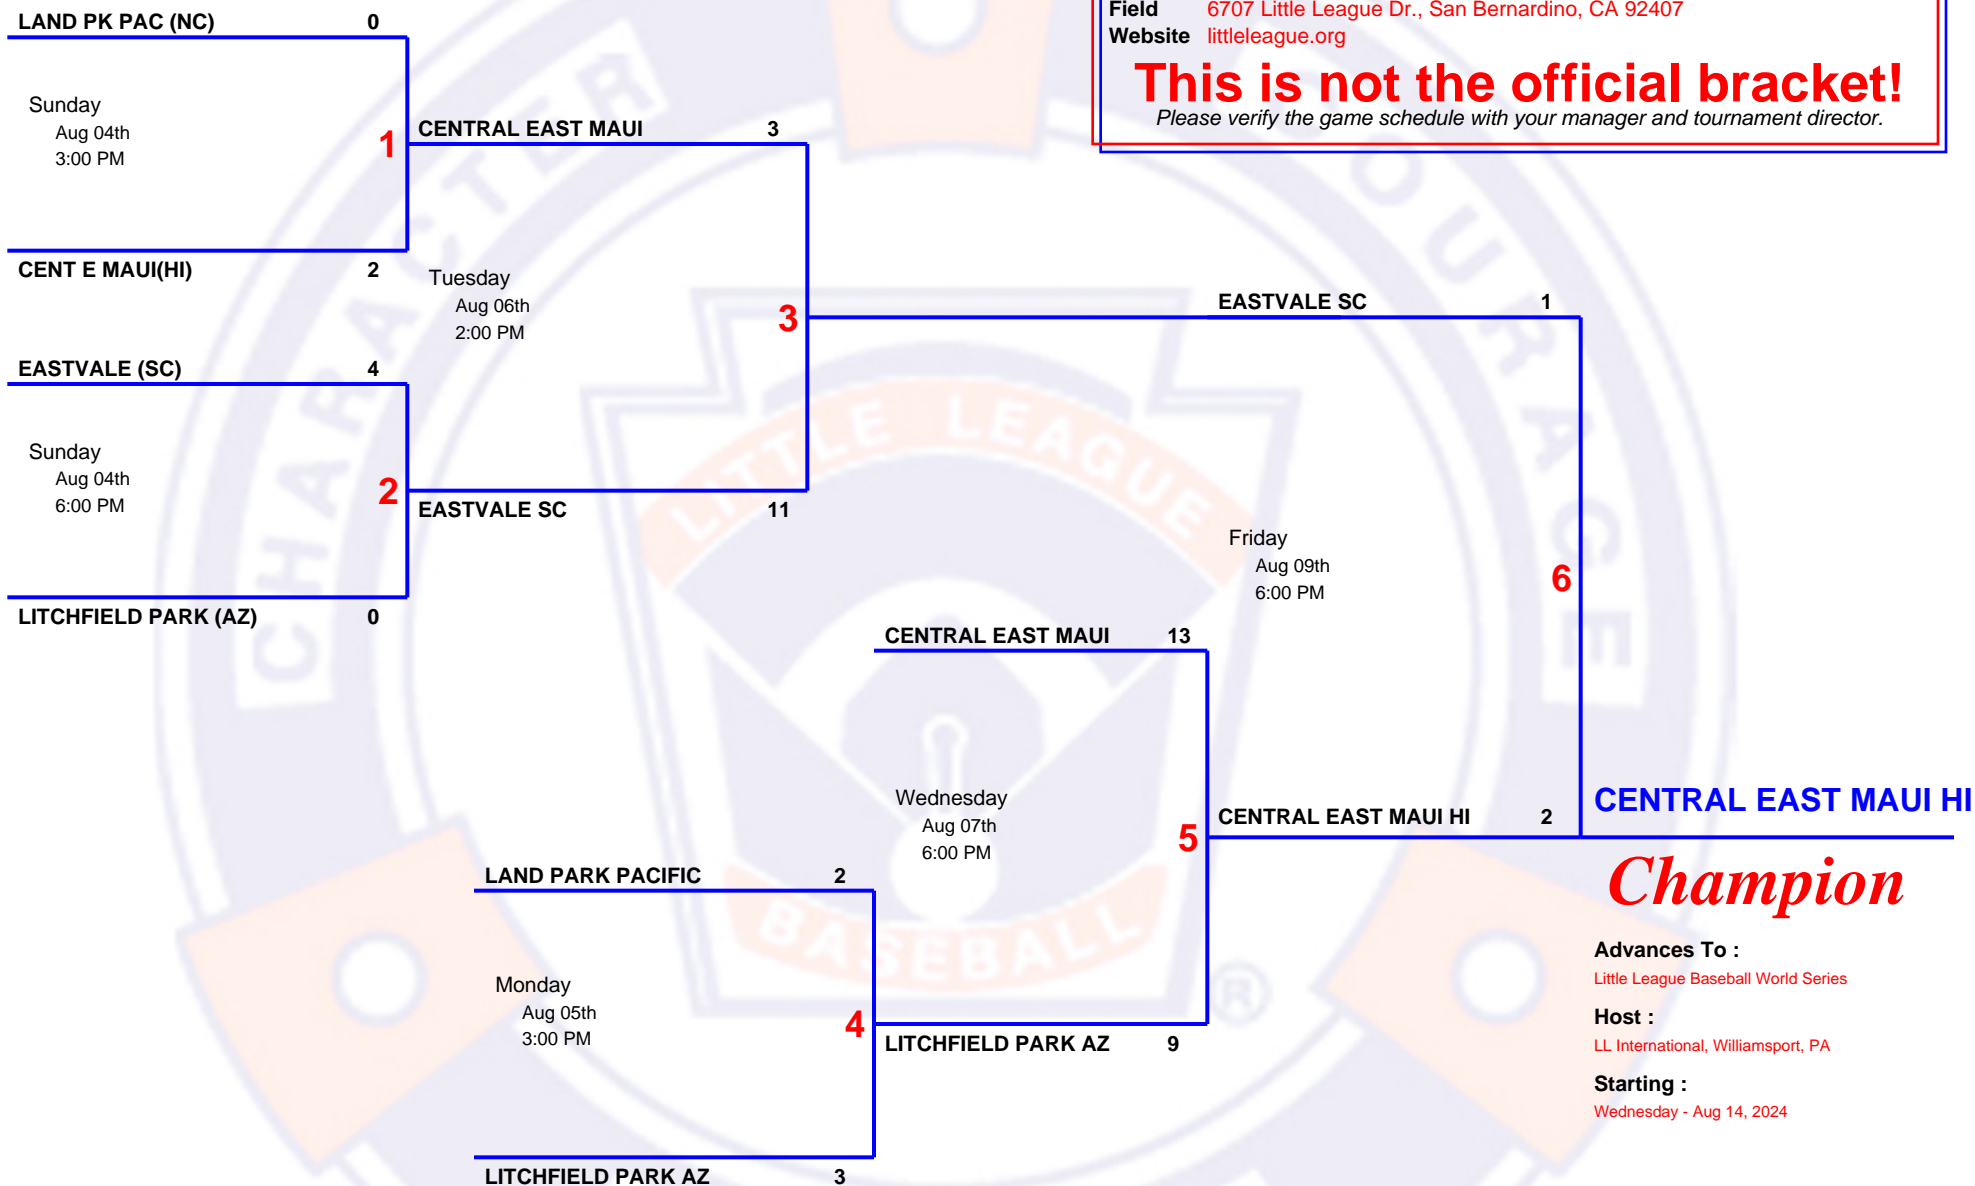 LAND PK PAC (NC) 0
Field 6707 Little League Dr., San Bernardino, CA 92407
Website littleleague.org
This is not the official bracket!
Please verify the game schedule with your manager and tournament director.
Sunday
Aug 04th
3:00 PM
1
CENTRAL EAST MAUI 3
CENT E MAUI(HI) 2
Tuesday
Aug 06th
2:00 PM
3
EASTVALE SC 1
EASTVALE (SC) 4
Sunday
Aug 04th
6:00 PM
2
EASTVALE SC 11
LITCHFIELD PARK (AZ) 0
Friday
Aug 09th
6:00 PM
6
CENTRAL EAST MAUI 13
Wednesday
Aug 07th
6:00 PM
5
CENTRAL EAST MAUI HI 2
CENTRAL EAST MAUI HI
Champion
LAND PARK PACIFIC 2
Monday
Aug 05th
3:00 PM
4
LITCHFIELD PARK AZ 9
LITCHFIELD PARK AZ 3
Advances To :
Little League Baseball World Series
Host :
LL International, Williamsport, PA
Starting :
Wednesday - Aug 14, 2024
CHARACTER
COURAGE
LITTLE LEAGUE
BASEBALL
®